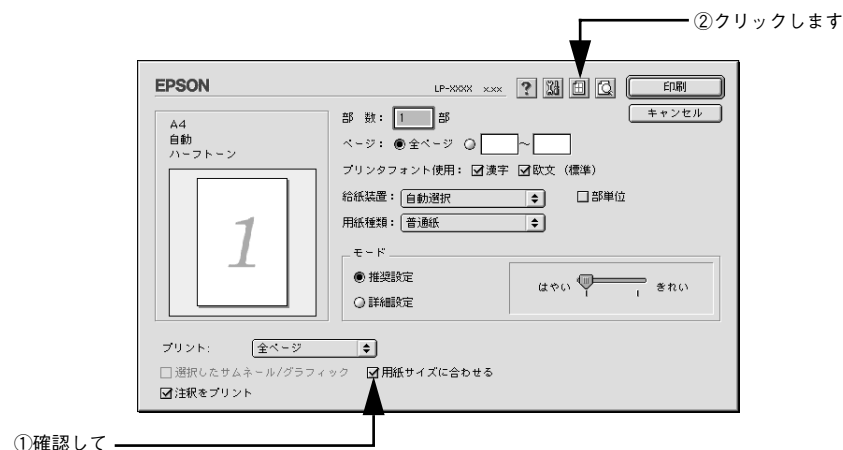 ②クリックします
EPSON
LP-XXXX x.xx
印刷
キャンセル
A4
自動
ハーフトーン
1
部 数： 1 部
ページ： 全ページ ～
プリンタフォント使用： 漢字 欧文（標準）
給紙装置： 自動選択 部単位
用紙種類： 普通紙
モード
推奨設定
詳細設定
はやい きれい
プリント: 全ページ
選択したサムネール/グラフィック 用紙サイズに合わせる
注釈をプリント
①確認して